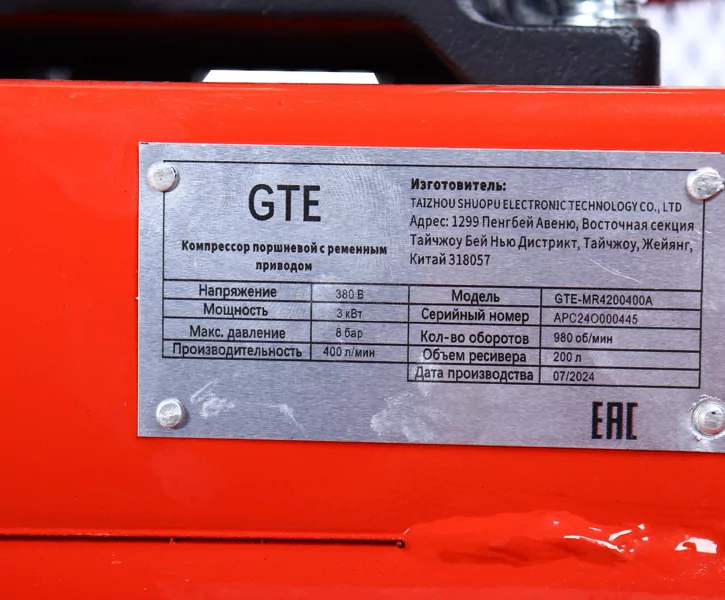 GTE
Компрессор поршневой с ременным
приводом
Изготовитель:
TAIZHOU SHUOPU ELECTRONIC TECHNOLOGY CO., LTD
Адрес: 1299 Пенгбей Авеню, Восточная секция
Тайчжоу Бей Нью Дистрикт, Тайчжоу, Жейянг,
Китай 318057
Напряжение 380 В
Мощность 3 кВт
Макс. давление 8 бар
Производительность 400 л/мин
Модель GTE-MR4200400A
Серийный номер APC24O000445
Кол-во оборотов 980 об/мин
Объем ресивера 200 л
Дата производства 07/2024
EAC